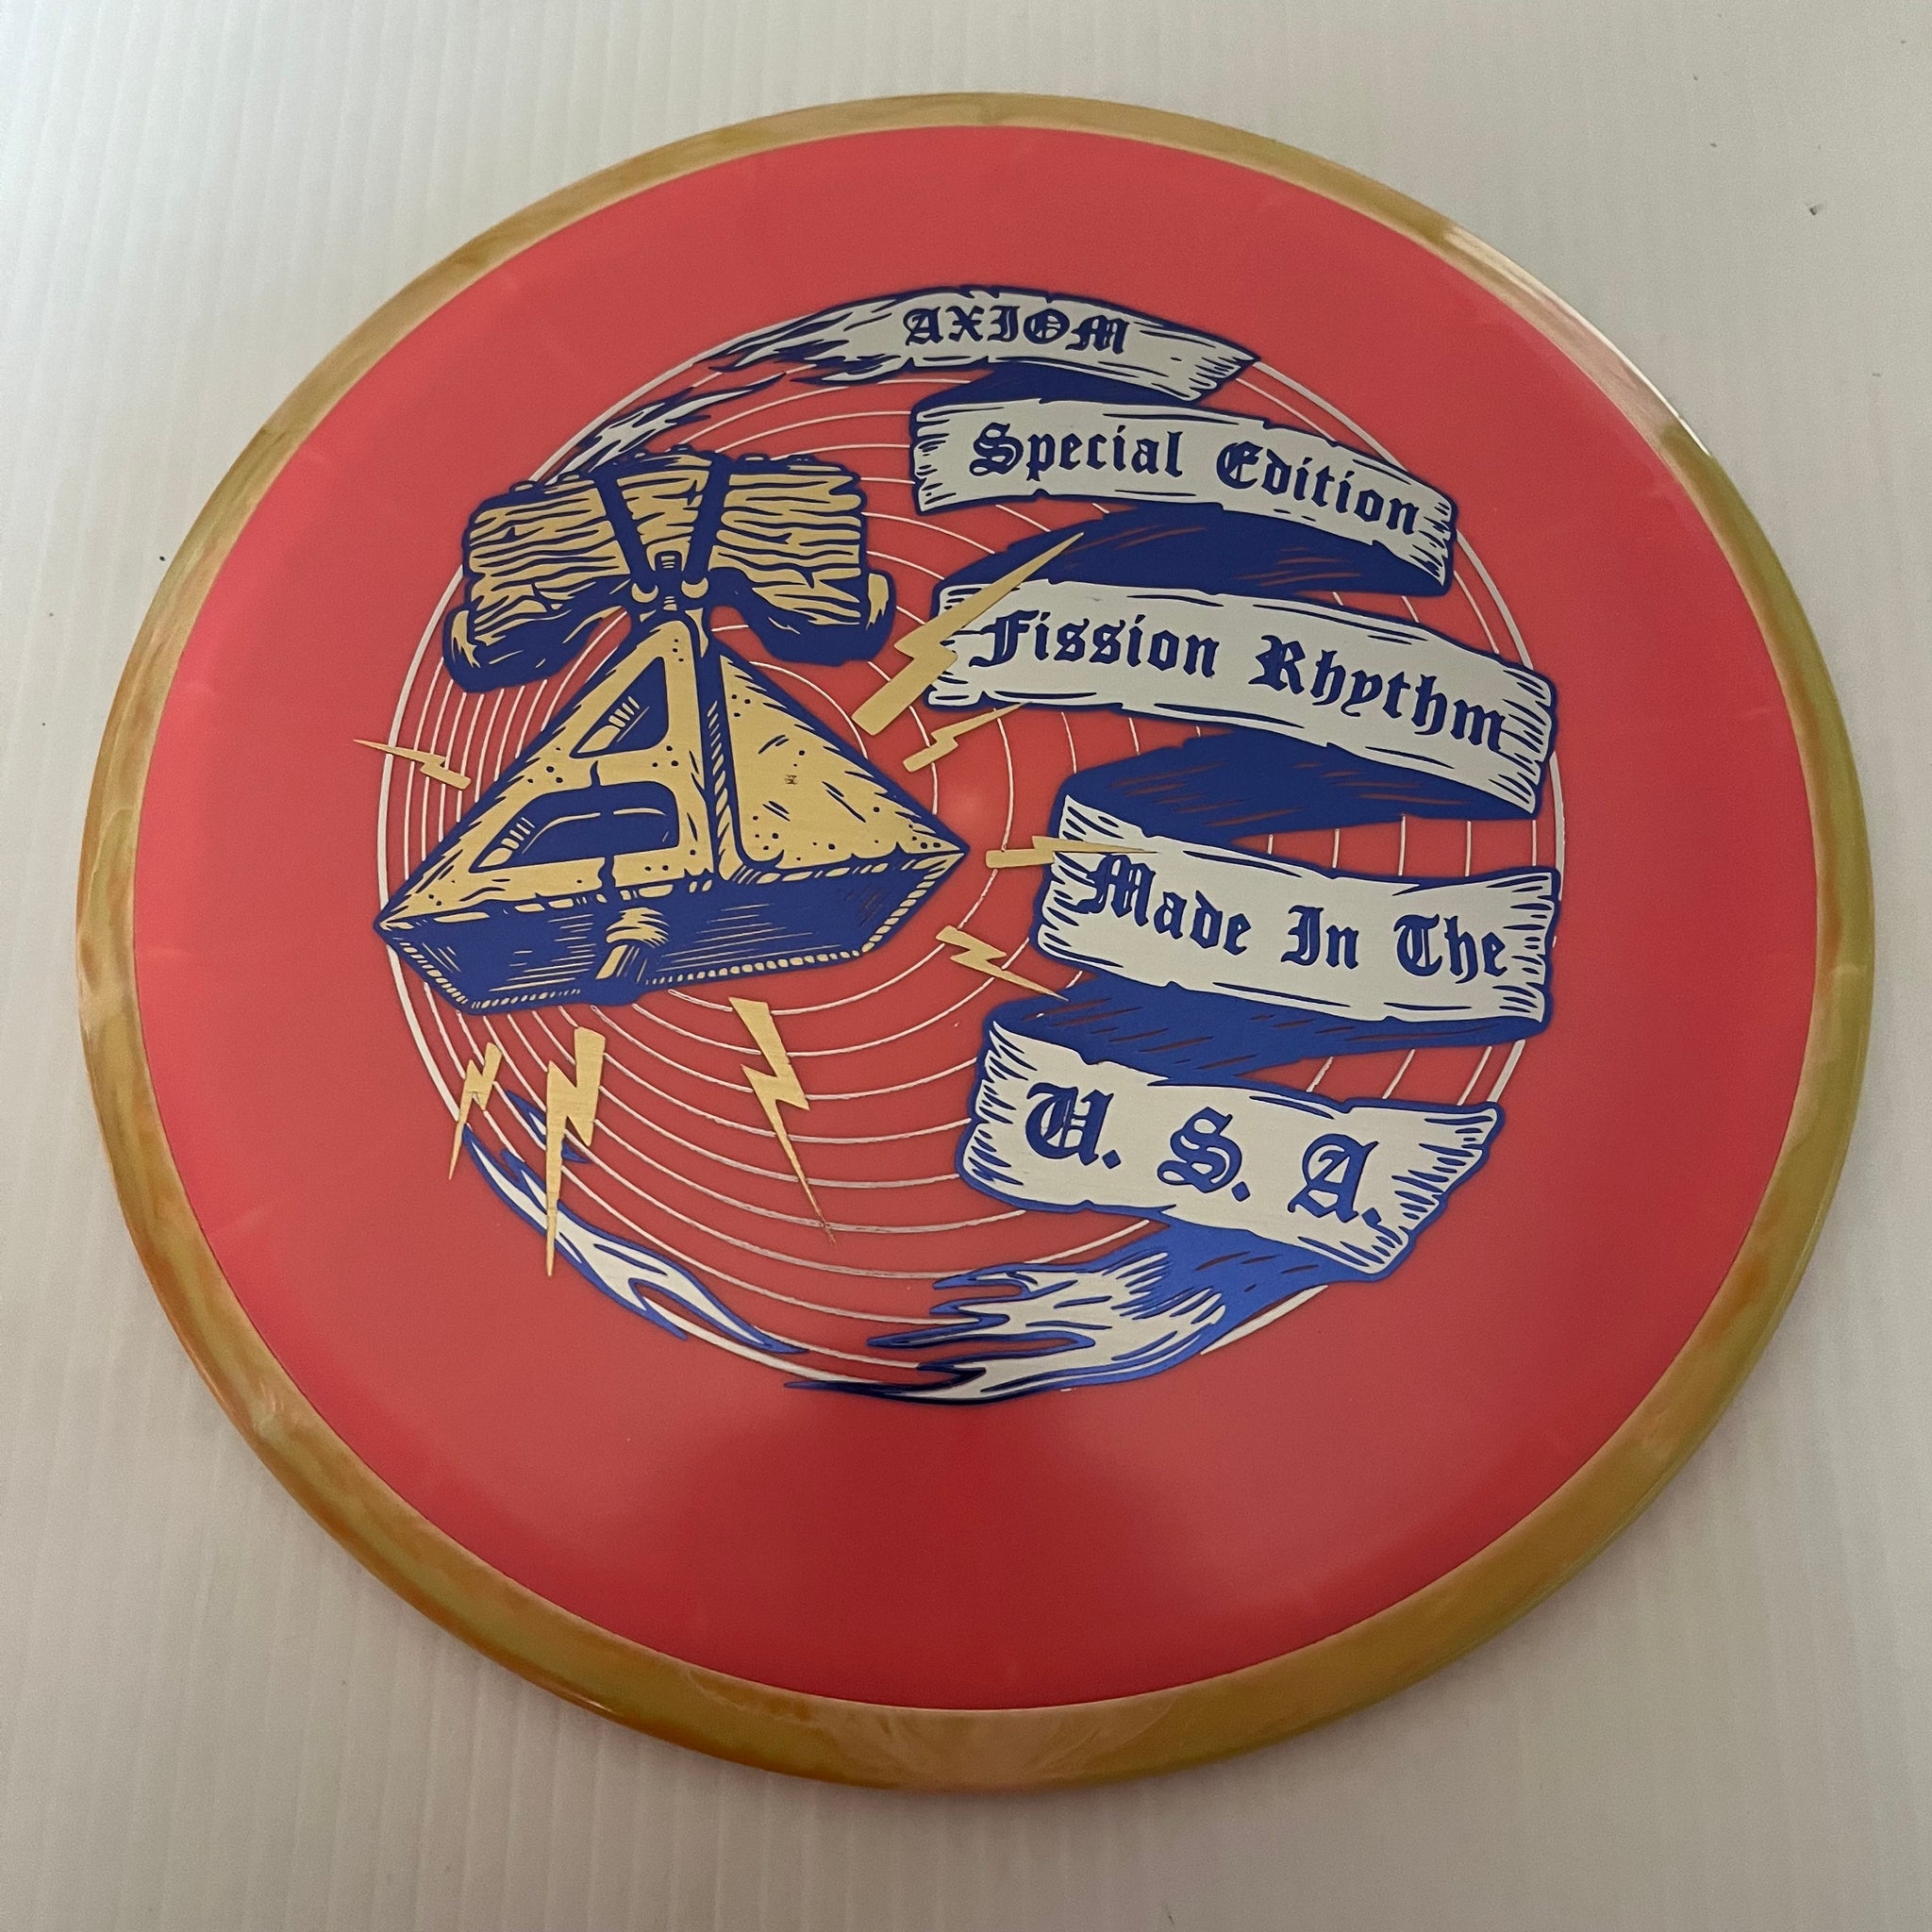 AXIOM
Special Edition
Fission Rhythm
Made In The
U. S. A.